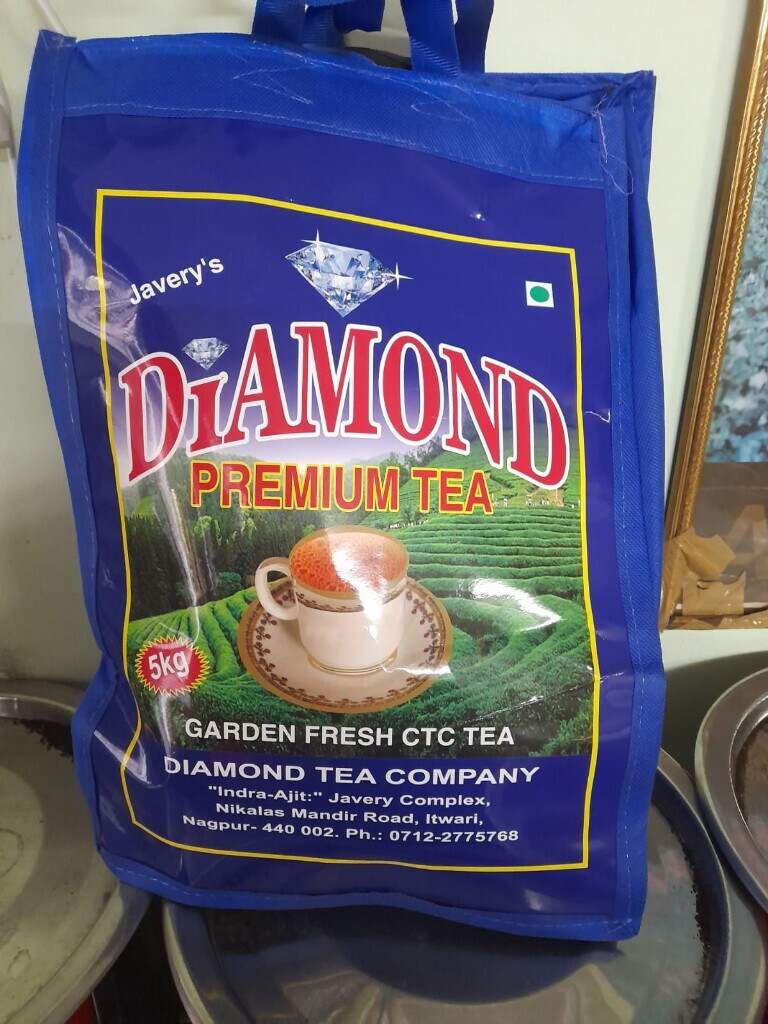 Javery's
DiAMOND
PREMIUM TEA
5kg
GARDEN FRESH CTC TEA
DIAMOND TEA COMPANY
"Indra-Ajit:" Javery Complex,
Nikalas Mandir Road, Itwari,
Nagpur- 440 002. Ph.: 0712-2775768